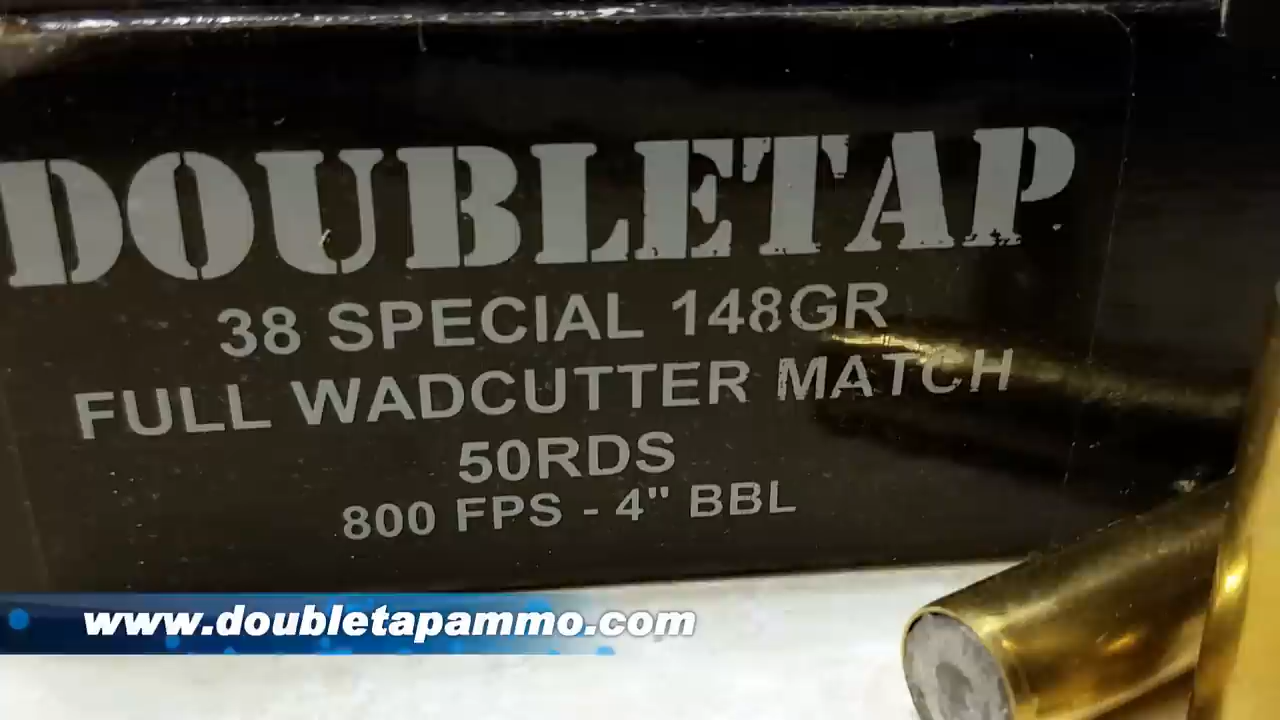 DOUBLETAP
38 SPECIAL 148GR
FULL WADCUTTER MATCH
50RDS
800 FPS - 4" BBL
www.doubletapammo.com